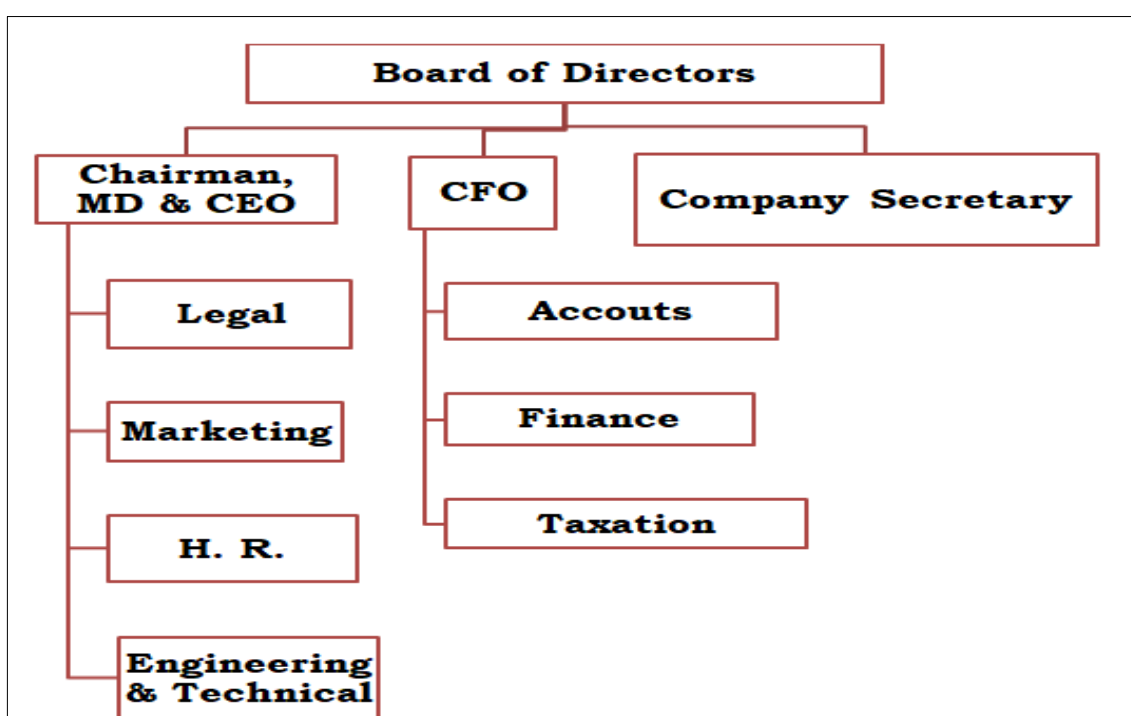 Board of Directors
Chairman,
MD & CEO
CFO
Company Secretary
Legal
Accouts
Marketing
Finance
H. R.
Taxation
Engineering
& Technical